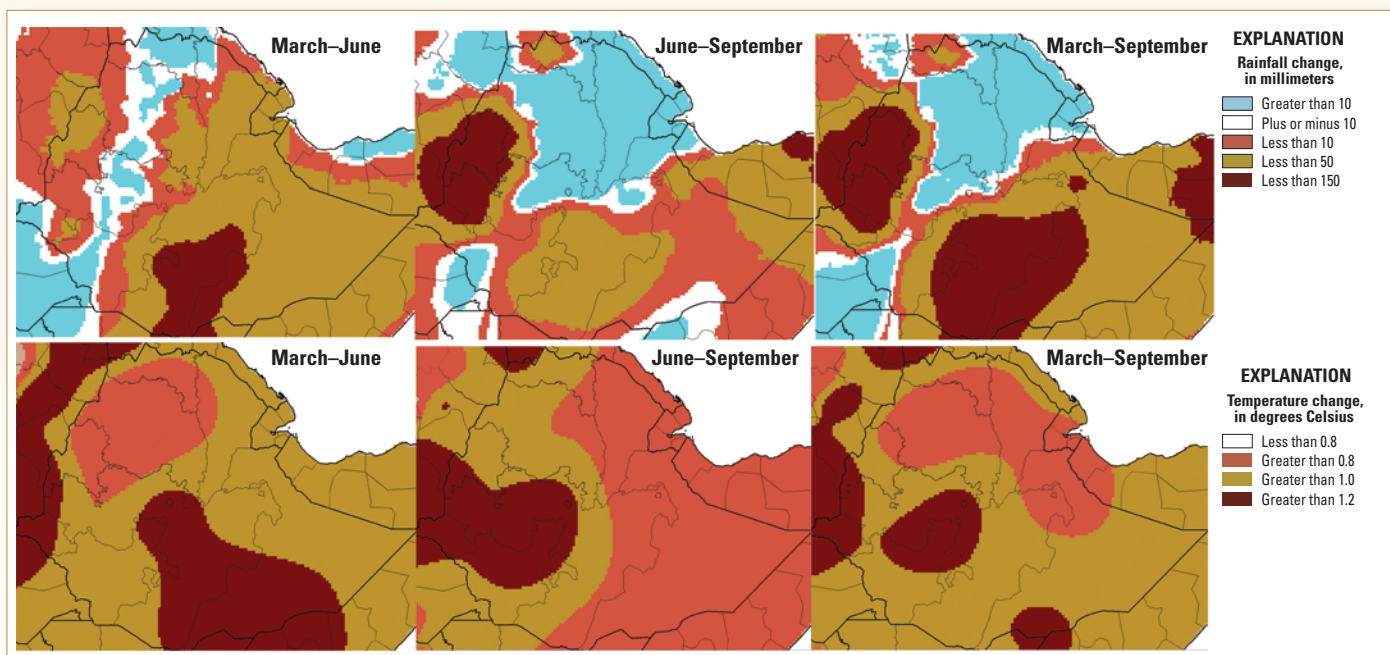 March–June
June–September
March–September
EXPLANATION
Rainfall change,
in millimeters
Greater than 10
Plus or minus 10
Less than 10
Less than 50
Less than 150
March–June
June–September
March–September
EXPLANATION
Temperature change,
in degrees Celsius
Less than 0.8
Greater than 0.8
Greater than 1.0
Greater than 1.2